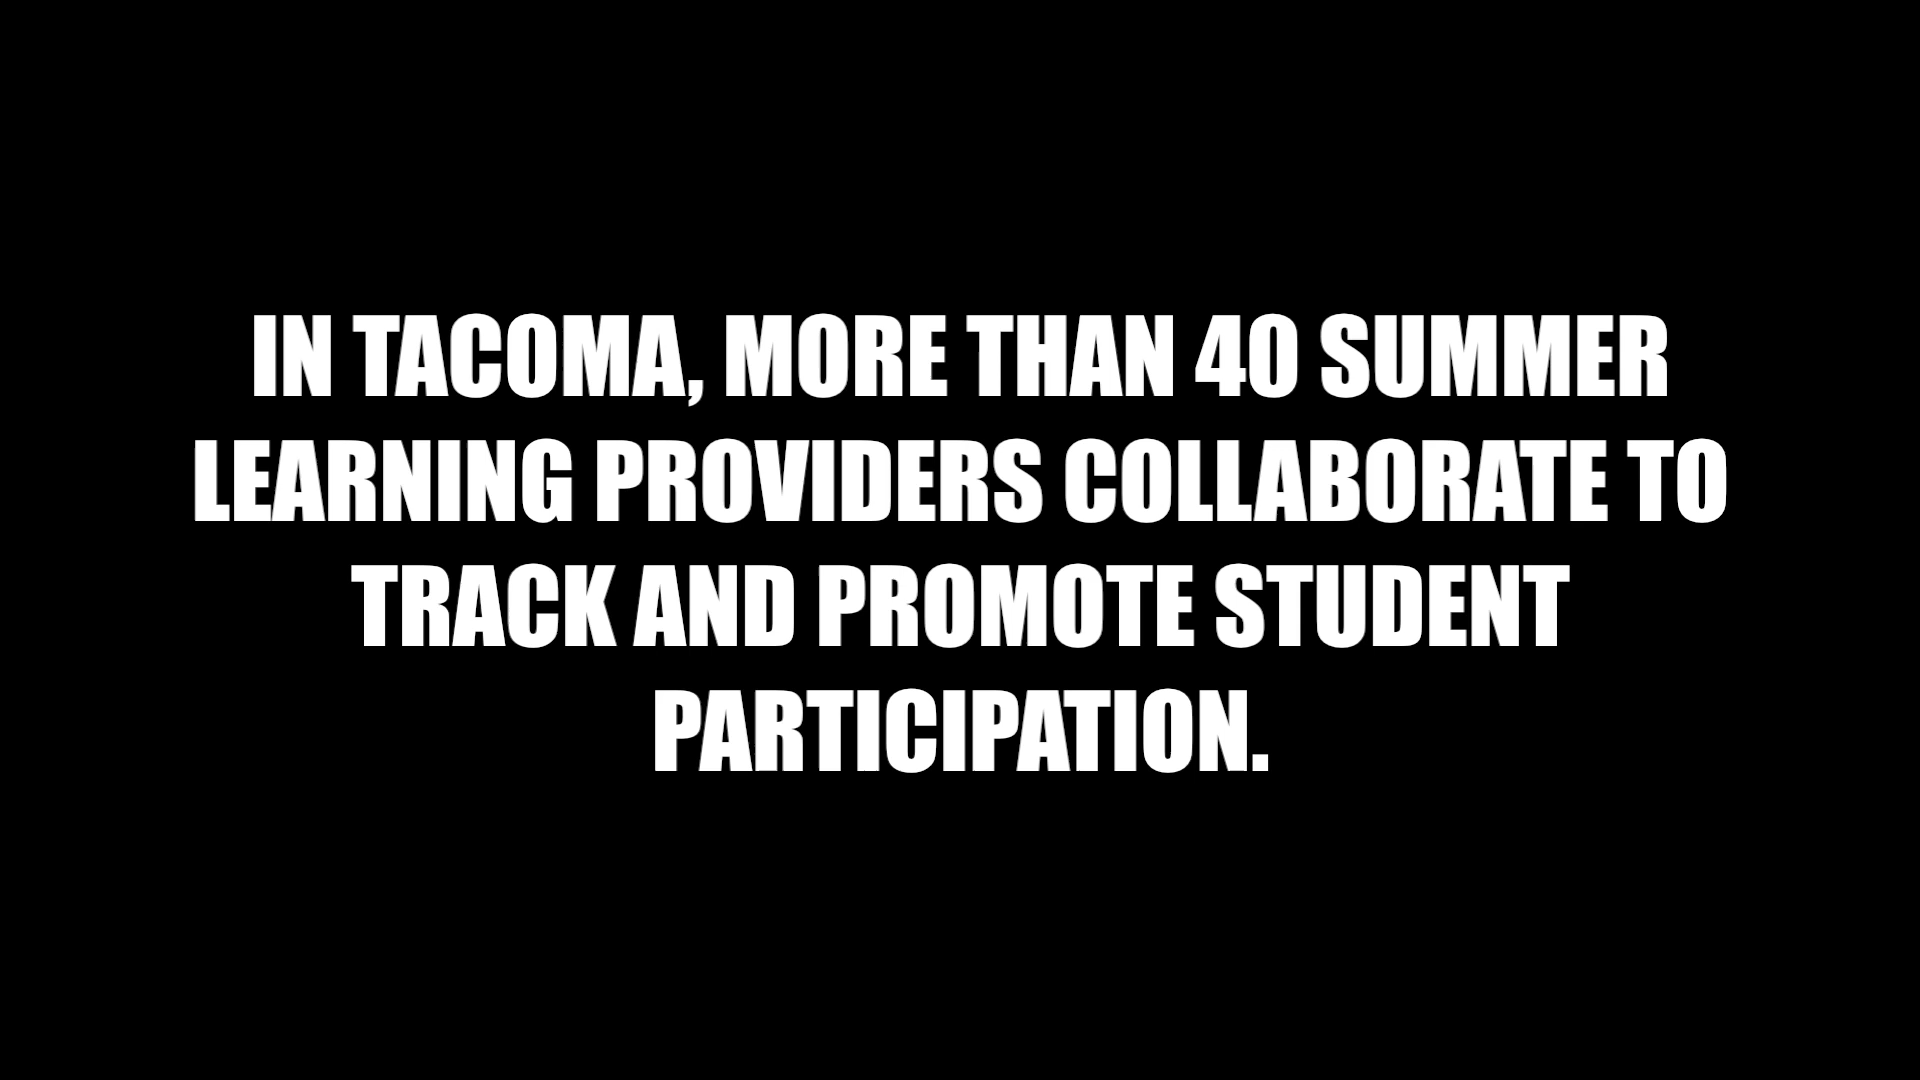 IN TACOMA, MORE THAN 40 SUMMER
LEARNING PROVIDERS COLLABORATE TO
TRACK AND PROMOTE STUDENT
PARTICIPATION.